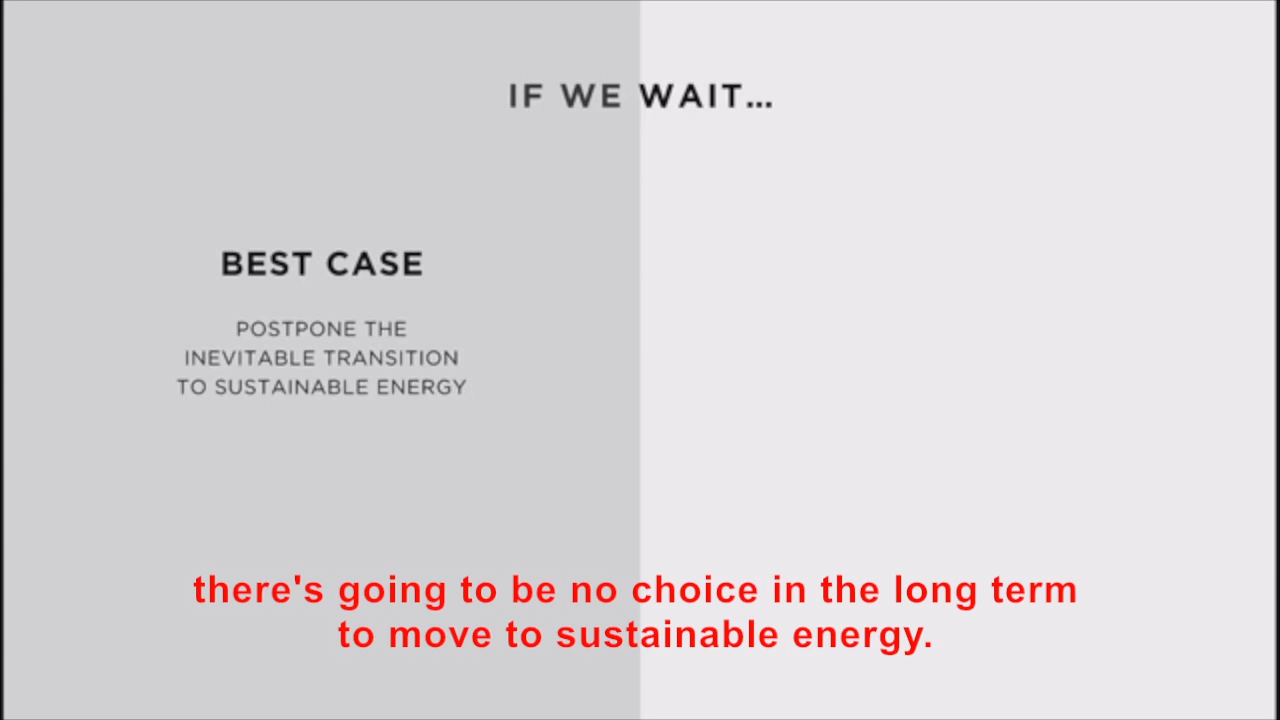 IF WE WAIT...
BEST CASE
POSTPONE THE
INEVITABLE TRANSITION
TO SUSTAINABLE ENERGY
there's going to be no choice in the long term
to move to sustainable energy.